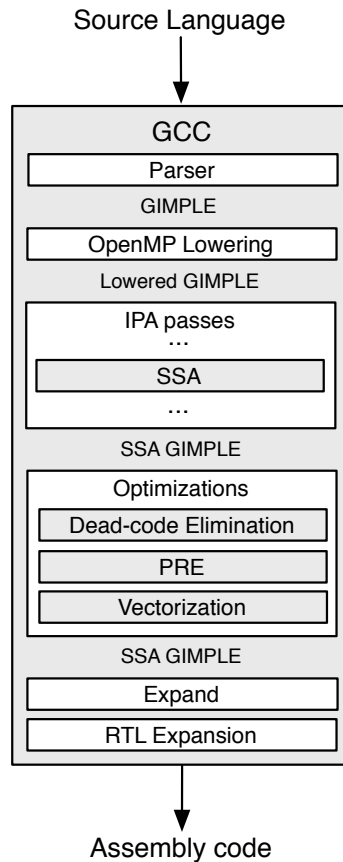 Source Language
GCC
Parser
GIMPLE
OpenMP Lowering
Lowered GIMPLE
IPA passes
...
SSA
...
SSA GIMPLE
Optimizations
Dead-code Elimination
PRE
Vectorization
SSA GIMPLE
Expand
RTL Expansion
Assembly code